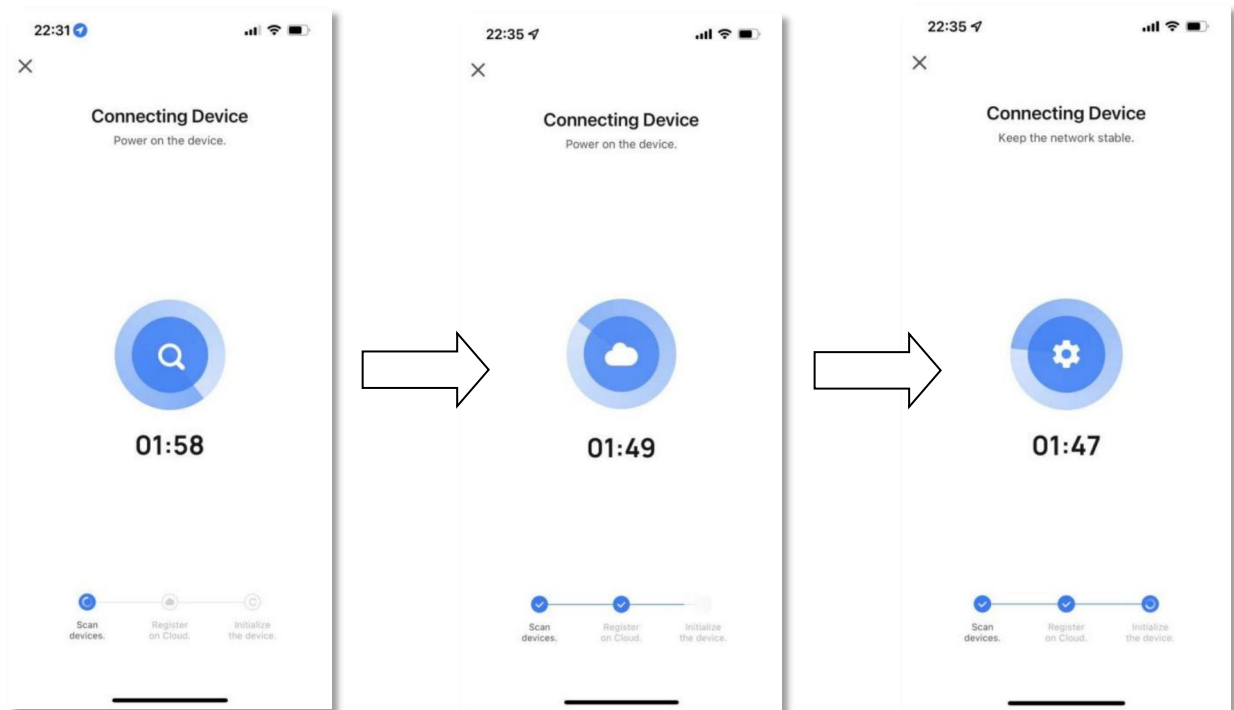 22:31
Connecting Device
Power on the device.
01:58
Scan
devices.
Register
on Cloud.
Initialize
the device.
22:35
Connecting Device
Power on the device.
01:49
Scan
devices.
Register
on Cloud.
Initialize
the device.
22:35
Connecting Device
Keep the network stable.
01:47
Scan
devices.
Register
on Cloud.
Initialize
the device.